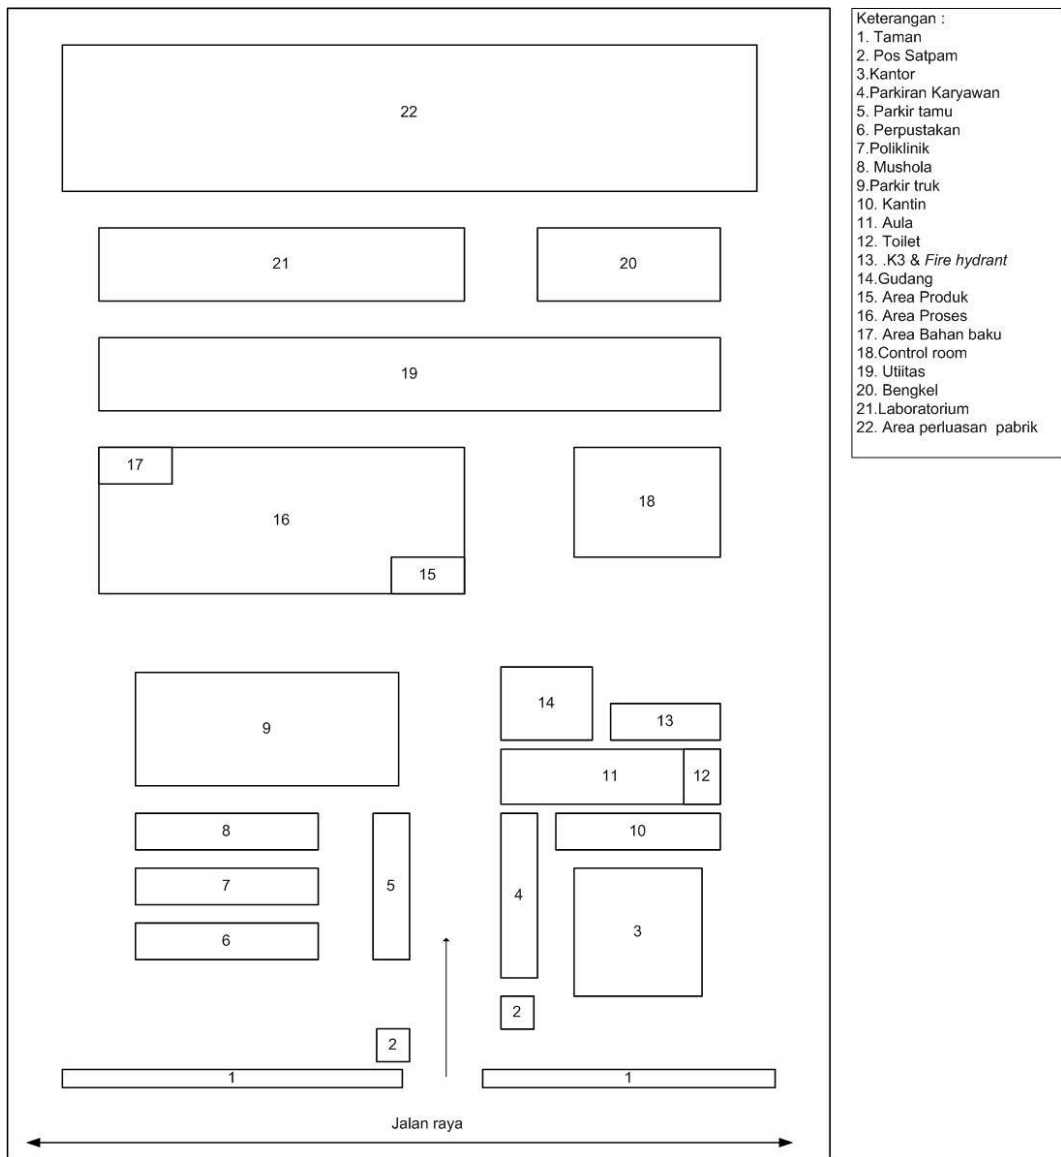 22
21
20
19
17
16
18
15
14
13
9
11
12
8
10
7
5
4
3
6
2
2
1
1
Jalan raya
Keterangan :
1. Taman
2. Pos Satpam
3.Kantor
4.Parkiran Karyawan
5. Parkir tamu
6. Perpustakan
7.Poliklinik
8. Mushola
9.Parkir truk
10. Kantin
11. Aula
12. Toilet
13. .K3 & Fire hydrant
14.Gudang
15. Area Produk
16. Area Proses
17. Area Bahan baku
18.Control room
19. Utiitas
20. Bengkel
21.Laboratorium
22. Area perluasan  pabrik